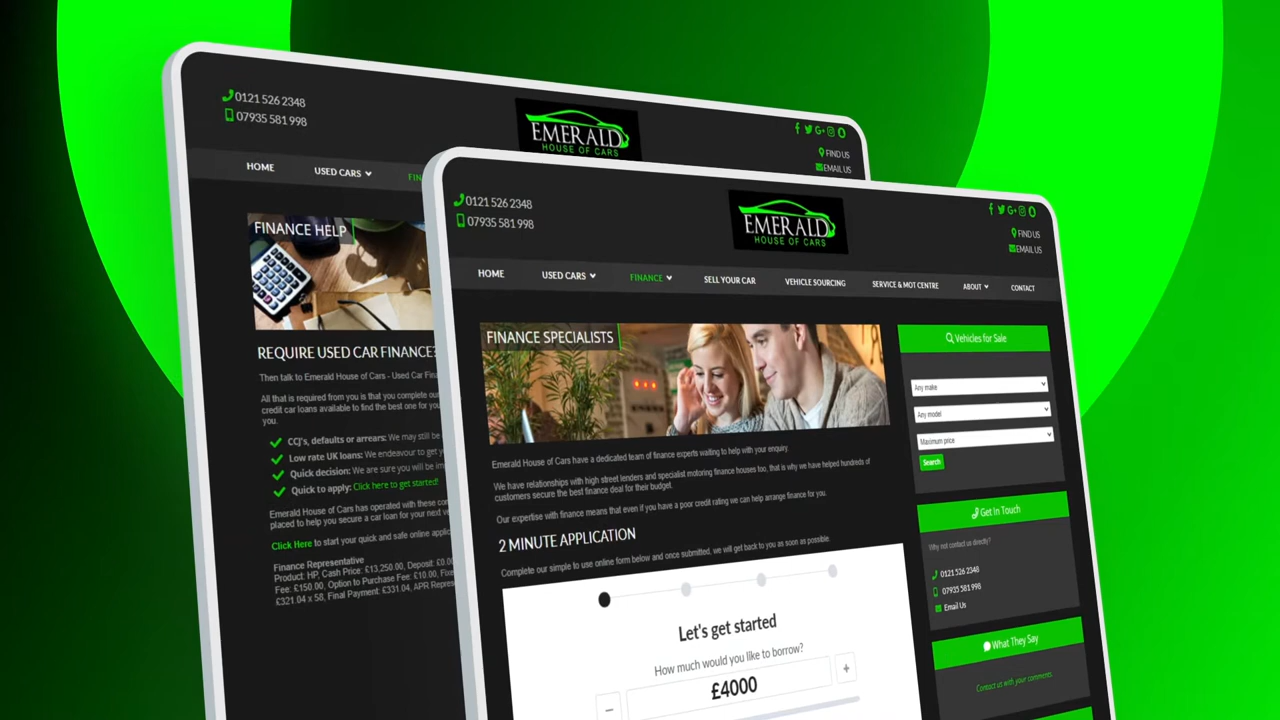 0121 526 2348
07935 581 998
EMERALD
HOUSE OF CARS
FIND US
EMAIL US
HOME
USED CARS
FIN
FINANCE HELP
REQUIRE USED CAR FINANCE?
Then talk to Emerald House of Cars - Used Car
All that is required from you is that you complete
credit car loans available to find the best one for
you.
CCJ's, defaults or arrears: We may still be
Low rate UK loans: We endeavour to get
Quick decision: We are sure you will be
Quick to apply: Click here to get started!
Emerald House of Cars has operated with these
placed to help you secure a car loan for your next
Click Here to start your quick and safe online
Finance Representative
Product: HP, Cash Price: £13,250.00, Deposit:
Fee: £150.00, Option to Purchase Fee: £10.00,
£321.04 x 58, Final Payment: £331.04, APR
0121 526 2348
07935 581 998
EMERALD
HOUSE OF CARS
FIND US
EMAIL US
HOME
USED CARS
FINANCE
SELL YOUR CAR
VEHICLE SOURCING
SERVICE & MOT CENTRE
ABOUT
CONTACT
FINANCE SPECIALISTS
Emerald House of Cars have a dedicated team of finance experts waiting to help with your enquiry.
We have relationships with high street lenders and specialist motoring finance houses too, that is why we have helped hundreds of
customers secure the best finance deal for their budget.
Our expertise with finance means that even if you have a poor credit rating we can help arrange finance for you.
2 MINUTE APPLICATION
Complete our simple to use online form below and once submitted, we will get back to you as soon as possible.
Let's get started
How much would you like to borrow?
− £4000 +
Vehicles for Sale
Any make
Any model
Maximum price
Search
Get In Touch
Why not contact us directly?
0121 526 2348
07935 581 998
Email Us
What They Say
Contact us with your comments